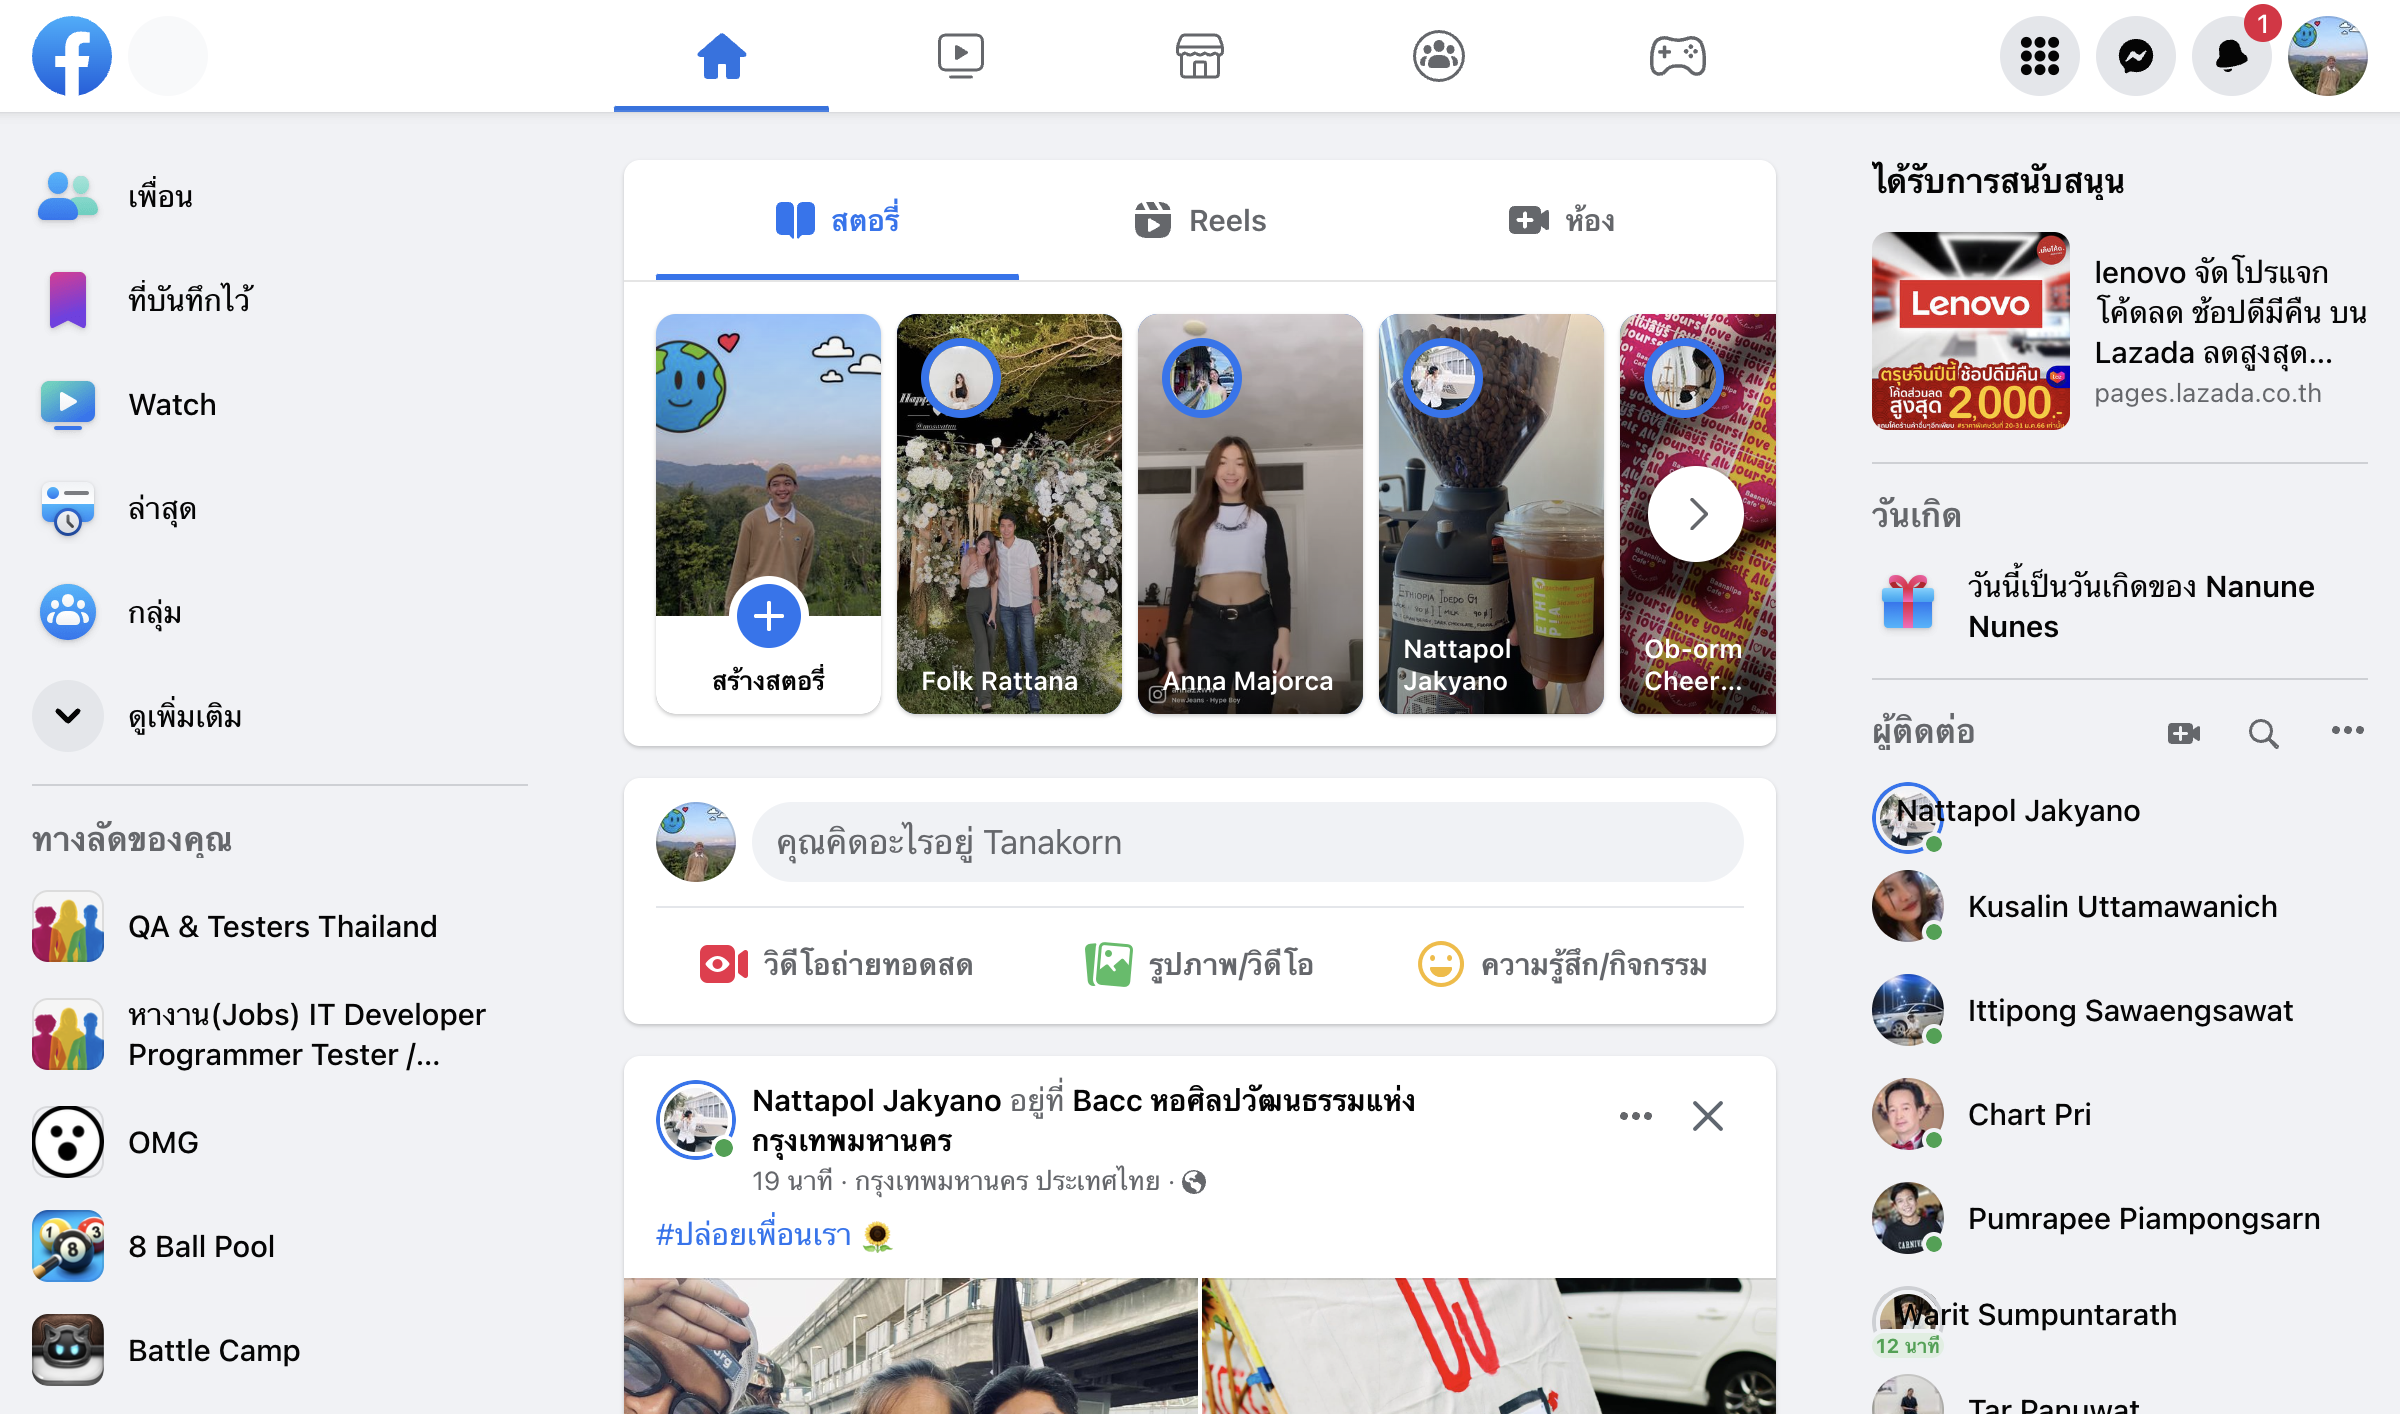 1
เพื่อน
ที่บันทึกไว้
Watch
ล่าสุด
กลุ่ม
ดูเพิ่มเติม
ทางลัดของคุณ
QA & Testers Thailand
หางาน(Jobs) IT Developer
Programmer Tester /...
OMG
8 Ball Pool
Battle Camp
สตอรี่
Reels
ห้อง
สร้างสตอรี่
Folk Rattana
Anna Majorca
NewJeans - Hype Boy
Nattapol
Jakyano
Ob-orm
Cheer...
คุณคิดอะไรอยู่ Tanakorn
วิดีโอถ่ายทอดสด
รูปภาพ/วิดีโอ
ความรู้สึก/กิจกรรม
Nattapol Jakyano อยู่ที่ Bacc หอศิลปวัฒนธรรมแห่ง
กรุงเทพมหานคร
19 นาที · กรุงเทพมหานคร ประเทศไทย ·
#ปล่อยเพื่อนเรา
ได้รับการสนับสนุน
Lenovo
ตรุษจีนปีนี้ ช้อปดีมีคืน
โค้ดส่วนลด
สูงสุด 2,000.-
lenovo จัดโปรแจก
โค้ดลด ช้อปดีมีคืน บน
Lazada ลดสูงสุด...
pages.lazada.co.th
วันเกิด
วันนี้เป็นวันเกิดของ Nanune
Nunes
ผู้ติดต่อ
Nattapol Jakyano
Kusalin Uttamawanich
Ittipong Sawaengsawat
Chart Pri
Pumrapee Piampongsarn
Warit Sumpuntarath
12 นาที
Tar Panuwat